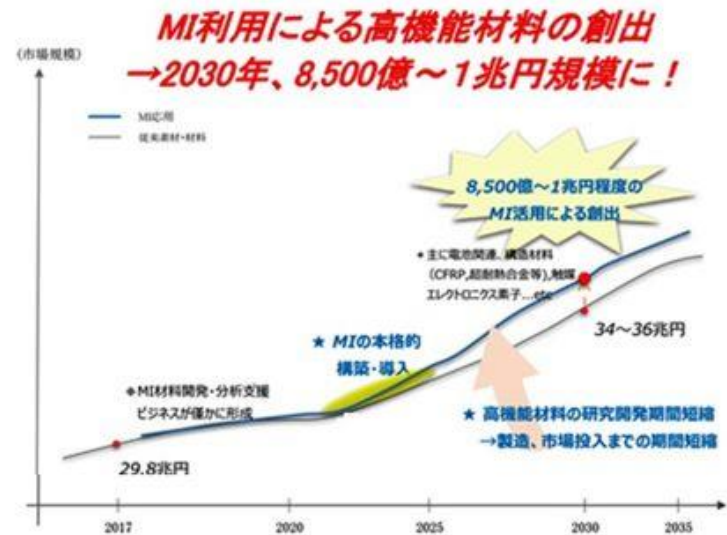 MI利用による高機能材料の創出
→2030年、8,500億～1兆円規模に！
(市場規模)
MI応用
従来素材・材料
8,500億～1兆円程度の
MI活用による創出
* 主に電池関連、構造材料
(CFRP,超耐熱合金等),触媒
エレクトロニクス素子...etc
34～36兆円
★ MIの本格的
構築・導入
❖MI材料開発・分析支援
ビジネスが僅かに形成
★ 高機能材料の研究開発期間短縮
→製造、市場投入までの期間短縮
29.8兆円
2017
2020
2025
2030
2035